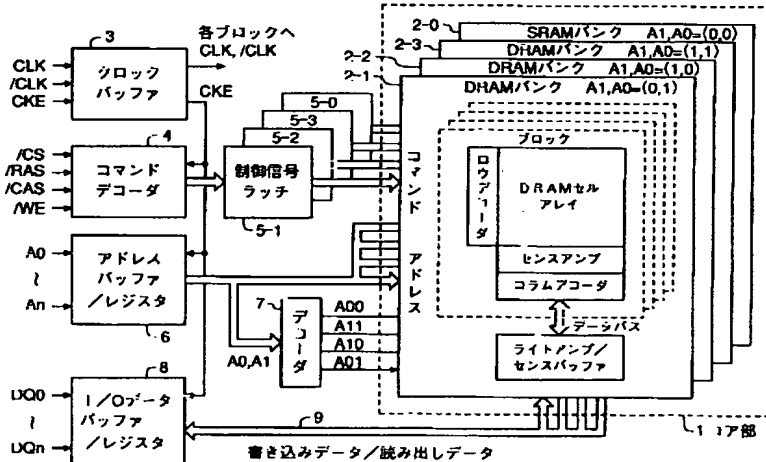 3
各ブロックへ
CLK, /CLK
CLK
/CLK
CKE
クロック
バッファ
CKE
2-0
SRAMバンク A1,A0=(0,0)
2-3
DRAMバンク A1,A0=(1,1)
2-2
DRAMバンク A1,A0=(1,0)
2-1
DRAMバンク A1,A0=(0,1)
4
/CS
/RAS
/CAS
/WE
コマンド
デコーダ
5-0
5-3
5-2
制御信号
ラッチ
5-1
コマンド
アドレス
ブロック
ロウデコーダ
DRAMセル
アレイ
センスアンプ
コラムアコーダ
データバス
ライトアンプ/
センスバッファ
A0
~
An
アドレス
バッファ
/レジスタ
6
7
デコーダ
A0,A1
A00
A11
A10
A01
8
DQ0
~
DQn
I/Oデータ
バッファ
/レジスタ
9
書き込みデータ/読み出しデータ
1 コア部